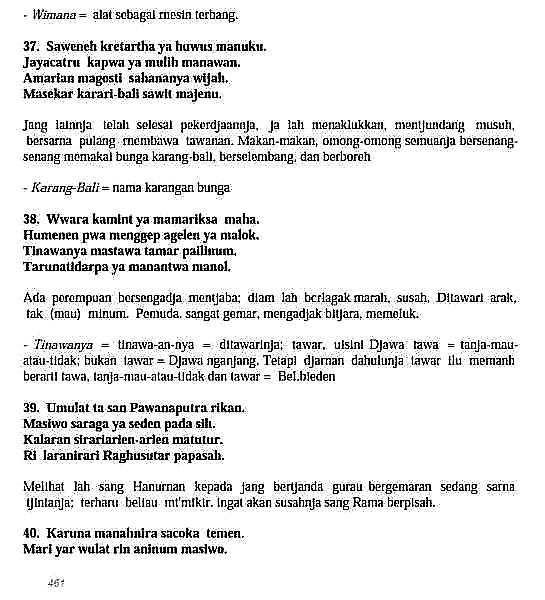 - Wimana = alat sebagai mesin terbang.
37. Saweneh kretartha ya huwus manuku.
Jayacatru kapwa ya mulih manawan.
Amarian magosti sahananya wijah.
Masekar karari-bali sawit majenu.
Jang lainnja telah selesai pekerdjaannja, ja lah menaklukkan, mentjundang musuh,
bersama pulang membawa tawanan. Makan-makan, omong-omong semuanja bersenang-
senang memakai bunga karang-bali, berselembang, dan berboreh
- Karang-Bali = nama karangan bunga
38. Wwara kamint ya mamariksa maha.
Humenen pwa menggep agelen ya malok.
Tinawanya mastawa tamar pailinum.
Tarunatidarpa ya manantwa manol.
Ada perempuan bersengadja mentjaba; diam lah berlagak marah, susah. Ditawari arak,
tak (mau) minum. Pemuda, sangat gemar, mengadjak bitjara, memeluk.
- Tinawanya = tinawa-an-nya = ditawarinja; tawar, ulsini Djawa tawa = tanja-mau-
atau-tidak; bukan tawar = Djawa nganjang. Tetapi djaman dahulunja tawar itu memanh
berarti tawa, tanja-mau-atau-tidak dan tawar = Bel.bieden
39. Umulat ta san Pawanaputra rikan.
Masiwo saraga ya seden pada sih.
Kalaran sirariarien-arien matutur.
Ri laranirari Raghusutar papasah.
Melihat lah sang Hanuman kepada jang bertjanda gurau bergemaran sedang sama
tjintanja; terharu beliau mt'mtkir. ingat akan susahnja sang Rama berpisah.
40. Karuna manahnira sacoka temen.
Mari yar wulat rin aninum masiwo.
461